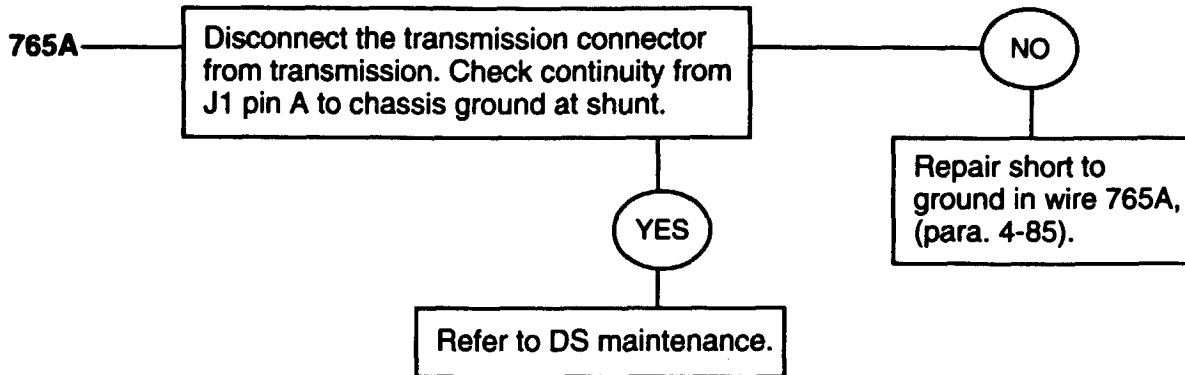 765A
Disconnect the transmission connector
from transmission. Check continuity from
J1 pin A to chassis ground at shunt.
NO
Repair short to
ground in wire 765A,
(para. 4-85).
YES
Refer to DS maintenance.